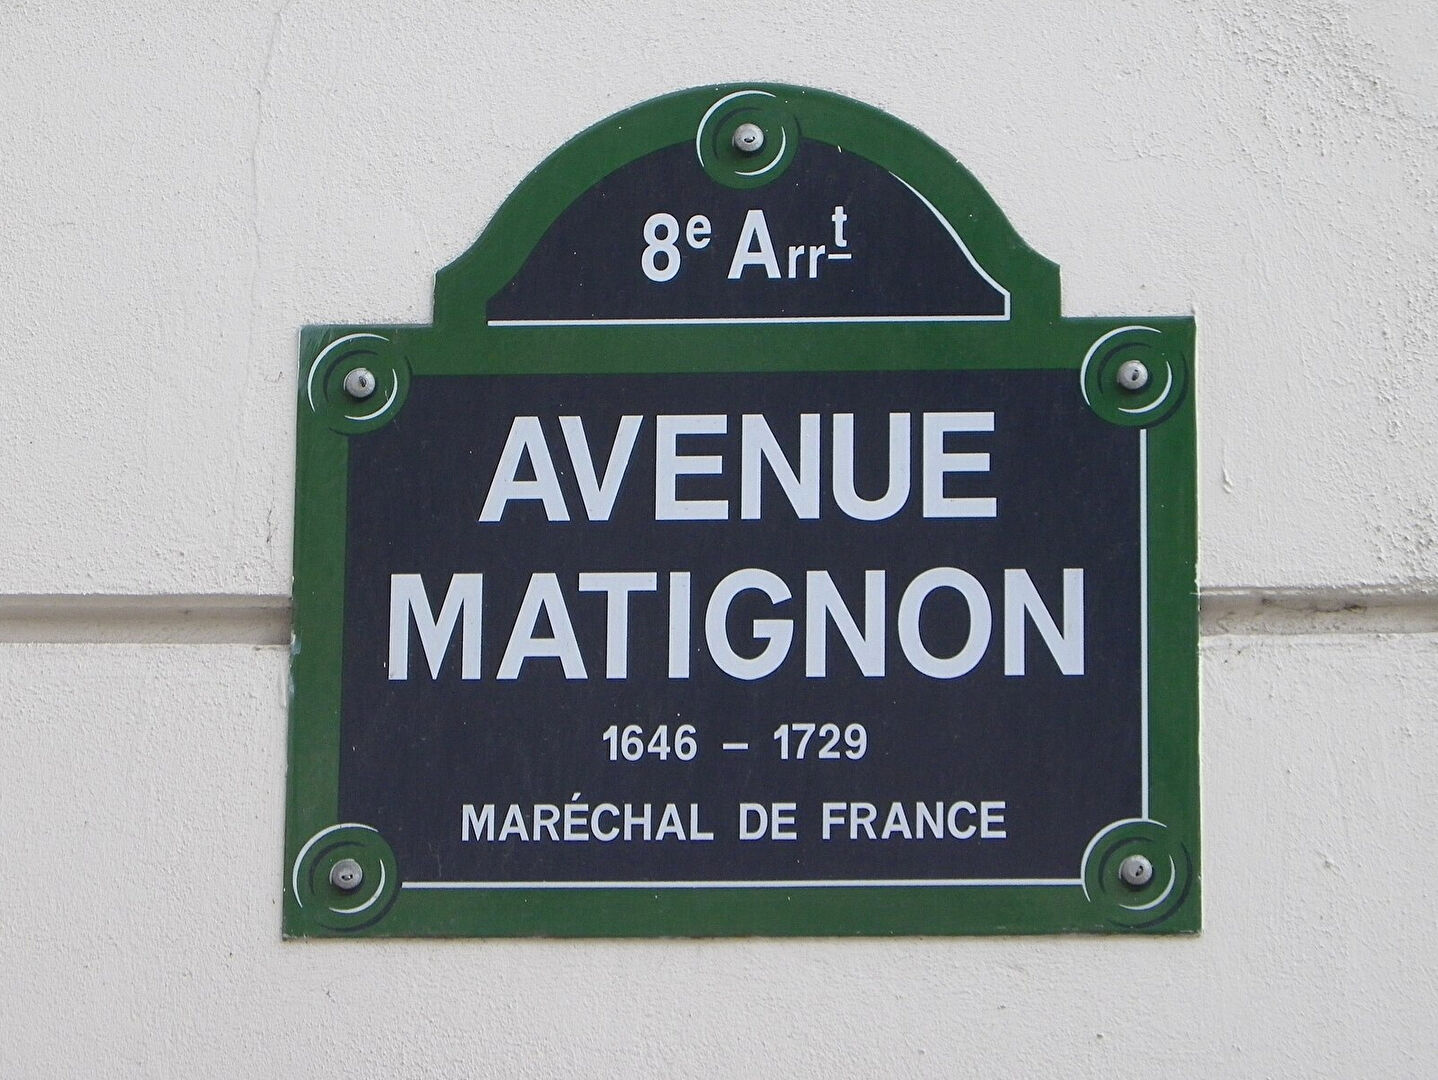 8e Arrt
AVENUE
MATIGNON
1646 – 1729
MARÉCHAL DE FRANCE